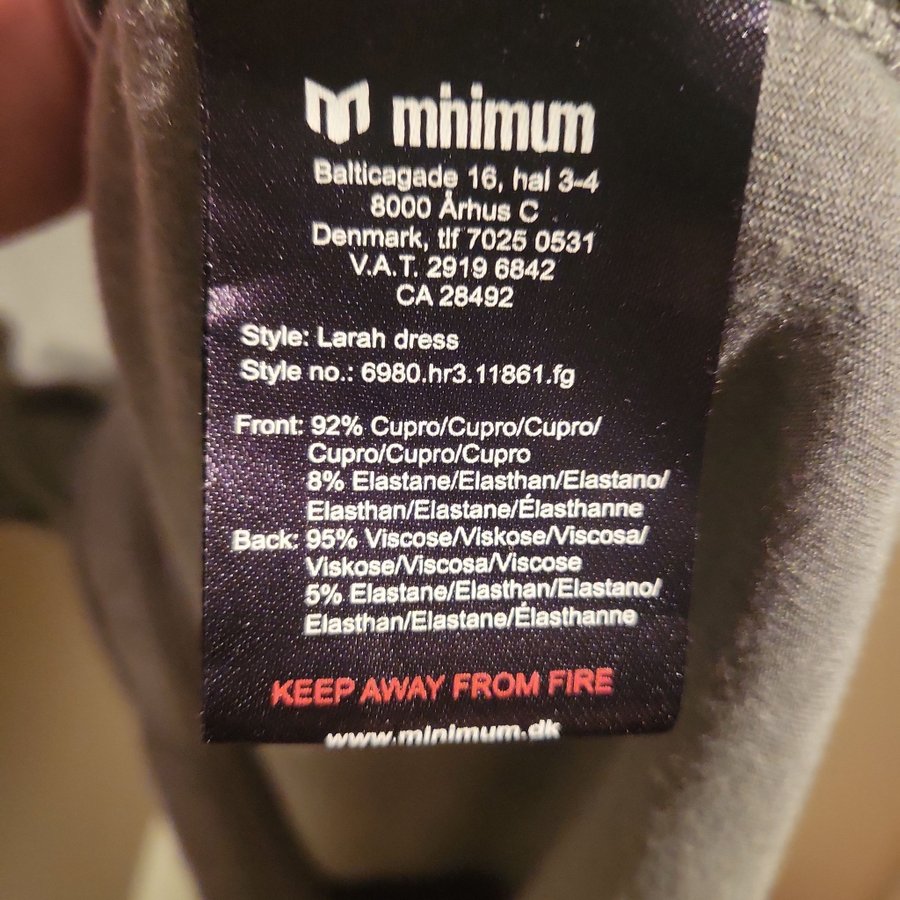 minimum
Balticagade 16, hal 3-4
8000 Århus C
Denmark, tlf 7025 0531
V.A.T. 2919 6842
CA 28492
Style: Larah dress
Style no.: 6980.hr3.11861.fg
Front: 92% Cupro/Cupro/Cupro/
Cupro/Cupro/Cupro
8% Elastane/Elasthan/Elastano/
Elasthan/Elastane/Élasthanne
Back: 95% Viscose/Viskose/Viscosa/
Viskose/Viscosa/Viscose
5% Elastane/Elasthan/Elastano/
Elasthan/Elastane/Élasthanne
KEEP AWAY FROM FIRE
www.minimum.dk